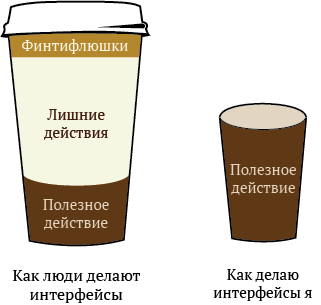 Финтифлюшки
Лишние
действия
Полезное
действие
Как люди делают
интерфейсы
Полезное
действие
Как делаю
интерфейсы я